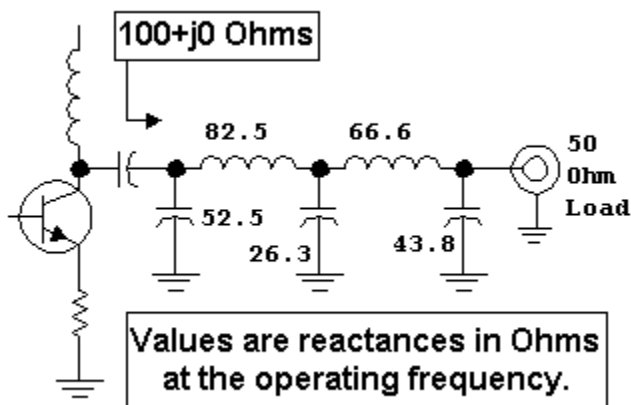 100+j0 Ohms
82.5
66.6
50
Ohm
Load
52.5
26.3
43.8
Values are reactances in Ohms
at the operating frequency.